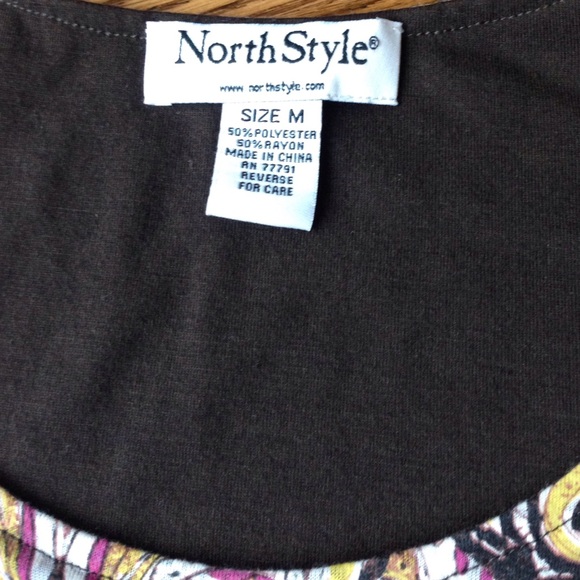 NorthStyle®
www.northstyle.com
SIZE M
50% POLYESTER
50% RAYON
MADE IN CHINA
RN 77791
REVERSE
FOR CARE